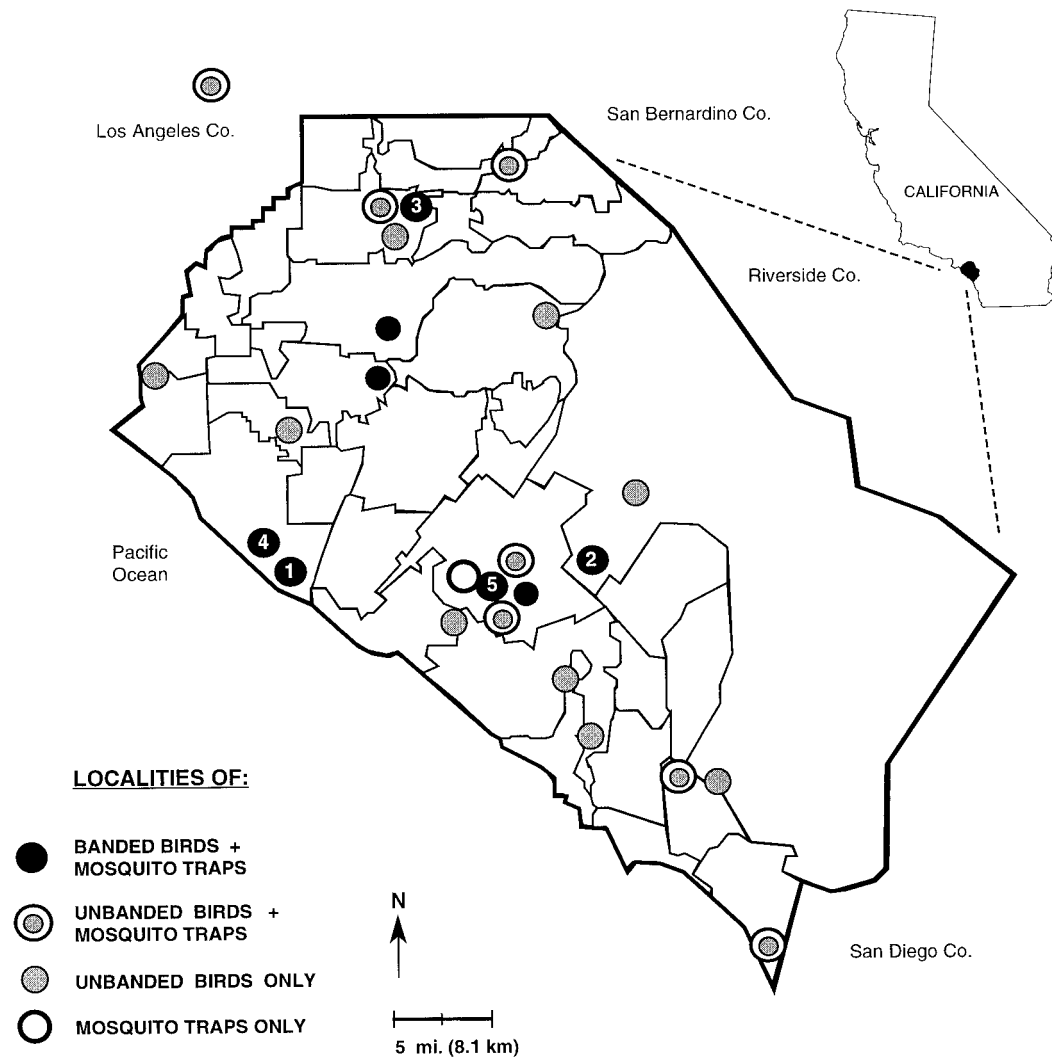 Los Angeles Co.
San Bernardino Co.
CALIFORNIA
Riverside Co.
3
4
1
2
5
Pacific
Ocean
LOCALITIES OF:
BANDED BIRDS +
MOSQUITO TRAPS
UNBANDED BIRDS +
MOSQUITO TRAPS
UNBANDED BIRDS ONLY
MOSQUITO TRAPS ONLY
N
5 mi. (8.1 km)
San Diego Co.